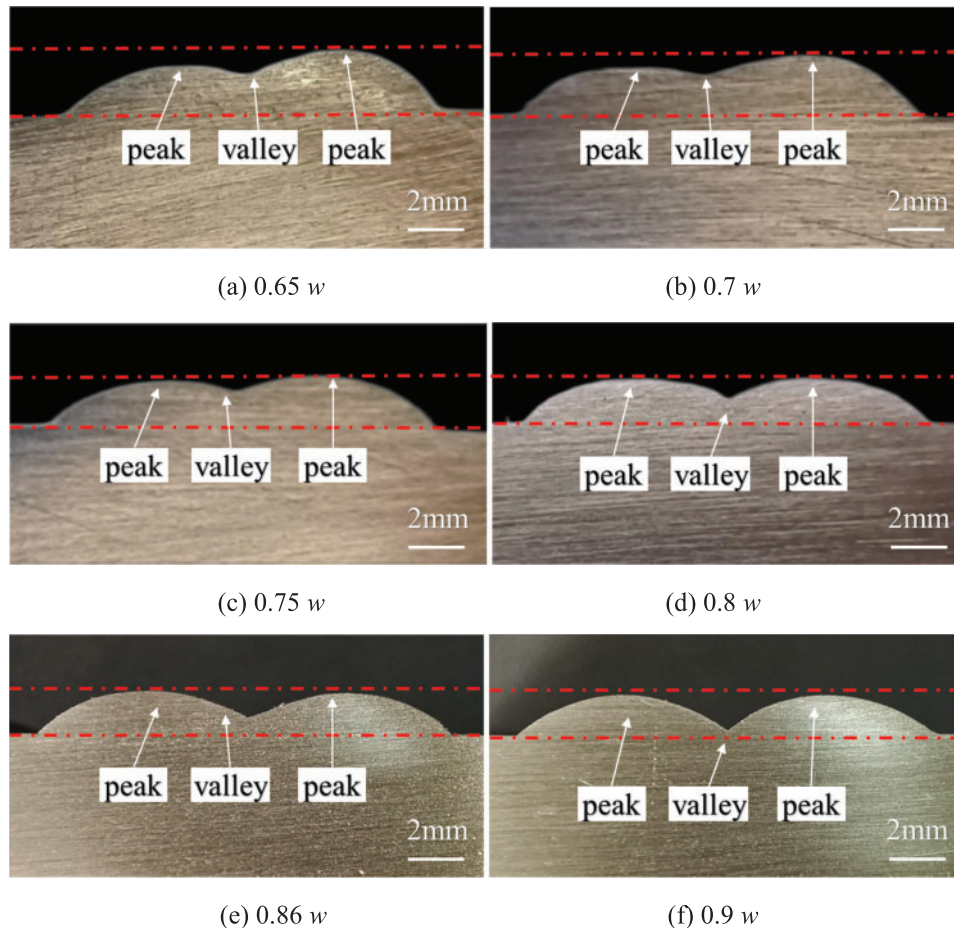 peak valley peak
2mm
peak valley peak
2mm
(a) 0.65 w
(b) 0.7 w
peak valley peak
2mm
peak valley peak
2mm
(c) 0.75 w
(d) 0.8 w
peak valley peak
2mm
peak valley peak
2mm
(e) 0.86 w
(f) 0.9 w